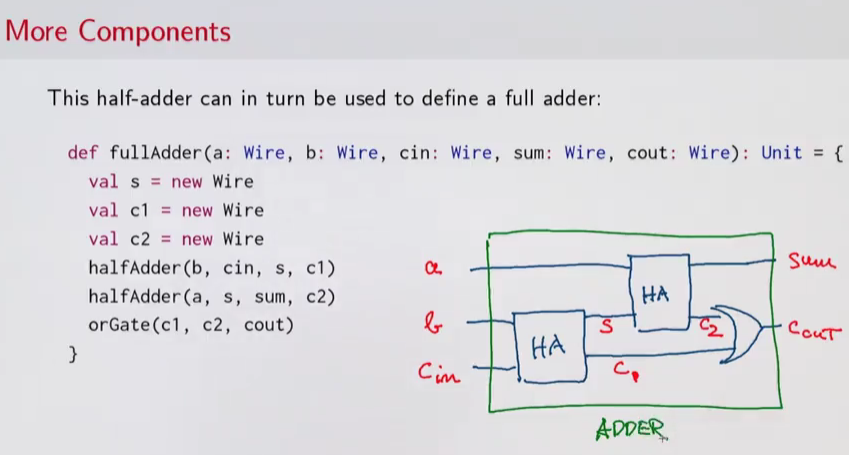 More Components
This half-adder can in turn be used to define a full adder:
def fullAdder(a: Wire, b: Wire, cin: Wire, sum: Wire, cout: Wire): Unit = {
val s = new Wire
val c1 = new Wire
val c2 = new Wire
halfAdder(b, cin, s, c1)
halfAdder(a, s, sum, c2)
orGate(c1, c2, cout)
}
a
sum
HA
b
S
C2
COUT
HA
Cin
C1
ADDER